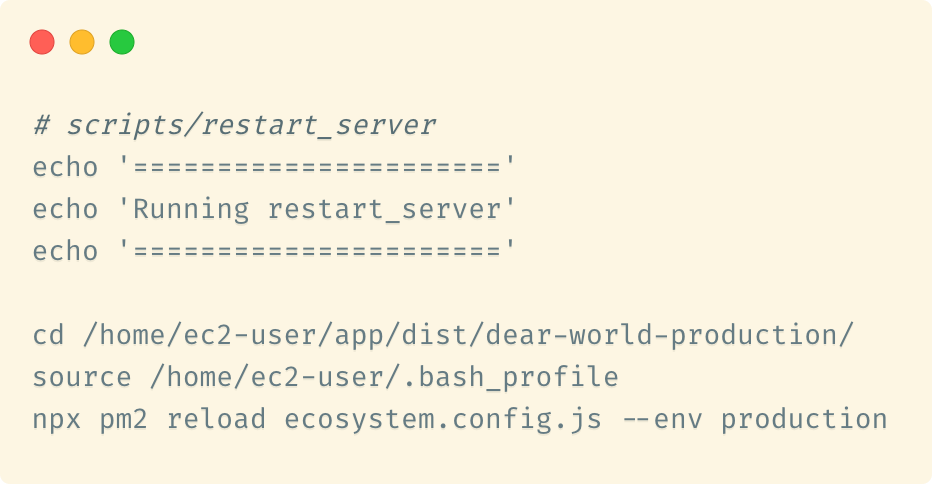 # scripts/restart_server
echo '======================'
echo 'Running restart_server'
echo '======================'
cd /home/ec2-user/app/dist/dear-world-production/
source /home/ec2-user/.bash_profile
npx pm2 reload ecosystem.config.js --env production